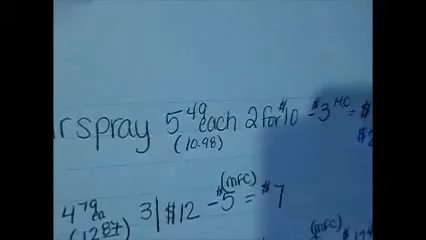 r spray 5 49 each 2 for $10 - $3 MC = $
(10.98) $
(MFC)
4 79 ea 3 | $12 - $5 = $7
(12 87)
(MFC)